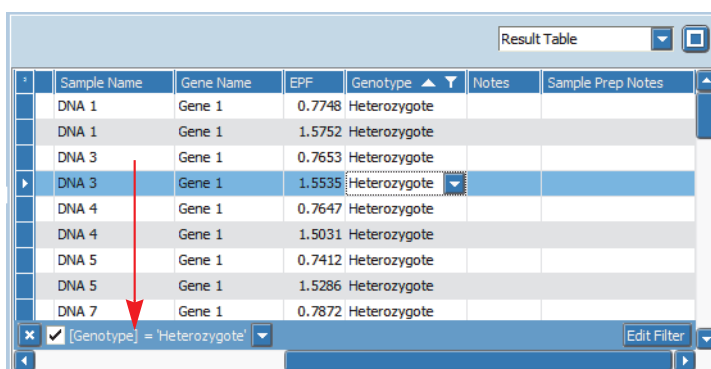 Result Table
Sample Name Gene Name EPF Genotype Notes Sample Prep Notes
DNA 1 Gene 1 0.7748 Heterozygote
DNA 1 Gene 1 1.5752 Heterozygote
DNA 3 Gene 1 0.7653 Heterozygote
DNA 3 Gene 1 1.5535 Heterozygote
DNA 4 Gene 1 0.7647 Heterozygote
DNA 4 Gene 1 1.5031 Heterozygote
DNA 5 Gene 1 0.7412 Heterozygote
DNA 5 Gene 1 1.5286 Heterozygote
DNA 7 Gene 1 0.7872 Heterozygote
[Genotype] = 'Heterozygote' Edit Filter